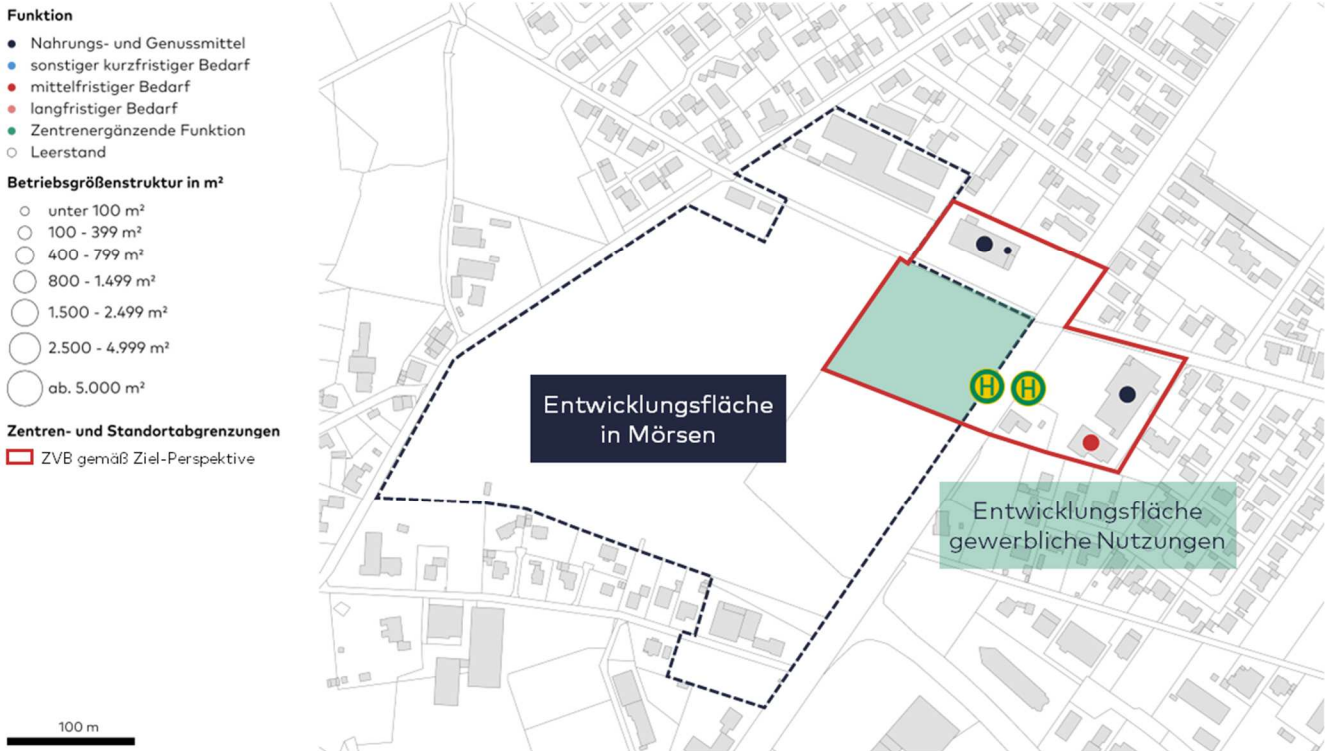 Funktion
Nahrungs- und Genussmittel
sonstiger kurzfristiger Bedarf
mittelfristiger Bedarf
langfristiger Bedarf
Zentrenergänzende Funktion
Leerstand
Betriebsgrößenstruktur in m²
unter 100 m²
100 - 399 m²
400 - 799 m²
800 - 1.499 m²
1.500 - 2.499 m²
2.500 - 4.999 m²
ab. 5.000 m²
Zentren- und Standortabgrenzungen
ZVB gemäß Ziel-Perspektive
100 m
Entwicklungsfläche
in Mörsen
H H
Entwicklungsfläche
gewerbliche Nutzungen